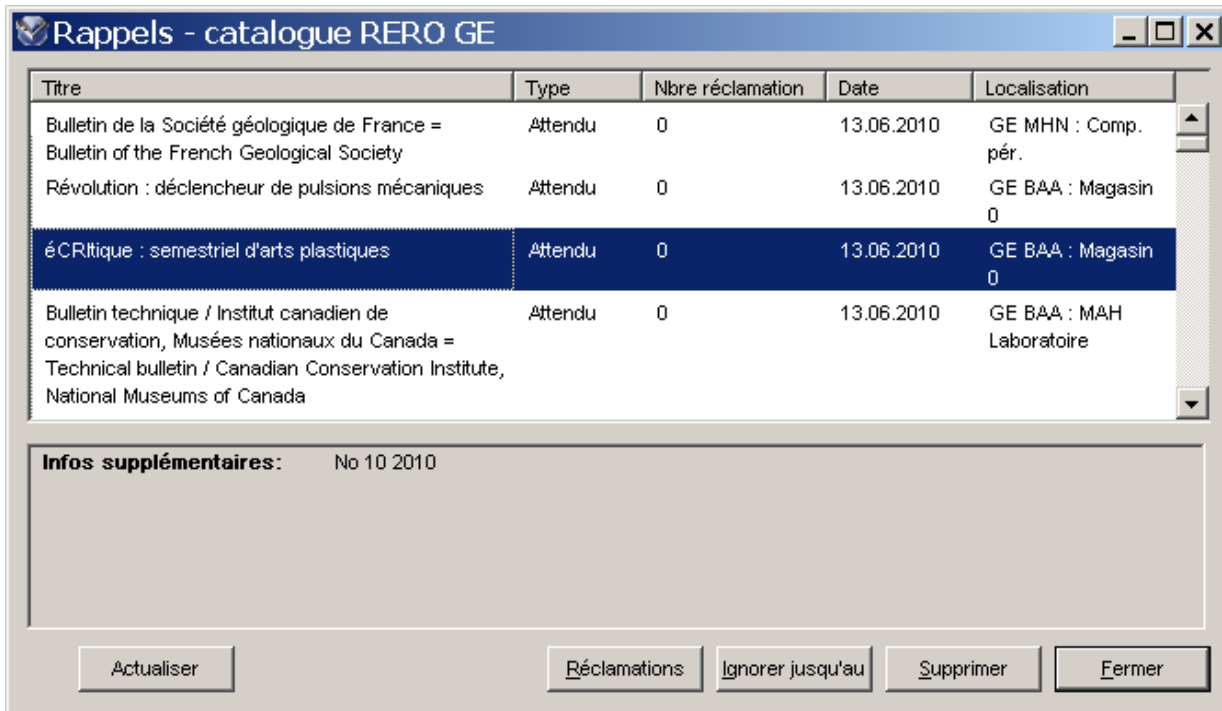 Rappels - catalogue RERO GE
Titre Type Nbre réclamation Date Localisation
Bulletin de la Société géologique de France = Attendu 0 13.06.2010 GE MHN : Comp.
Bulletin of the French Geological Society pér.
Révolution : déclencheur de pulsions mécaniques Attendu 0 13.06.2010 GE BAA : Magasin
0
éCRItique : semestriel d'arts plastiques Attendu 0 13.06.2010 GE BAA : Magasin
0
Bulletin technique / Institut canadien de Attendu 0 13.06.2010 GE BAA : MAH
conservation, Musées nationaux du Canada = Laboratoire
Technical bulletin / Canadian Conservation Institute,
National Museums of Canada
Infos supplémentaires: No 10 2010
Actualiser Réclamations Ignorer jusqu'au Supprimer Fermer